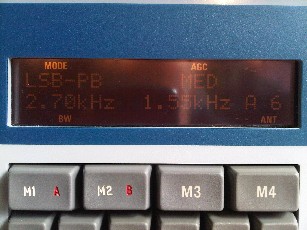 MODE AGC
LSB-PB MED
2.70kHz 1.55kHz A 6
BW ANT
M1 A M2 B M3 M4